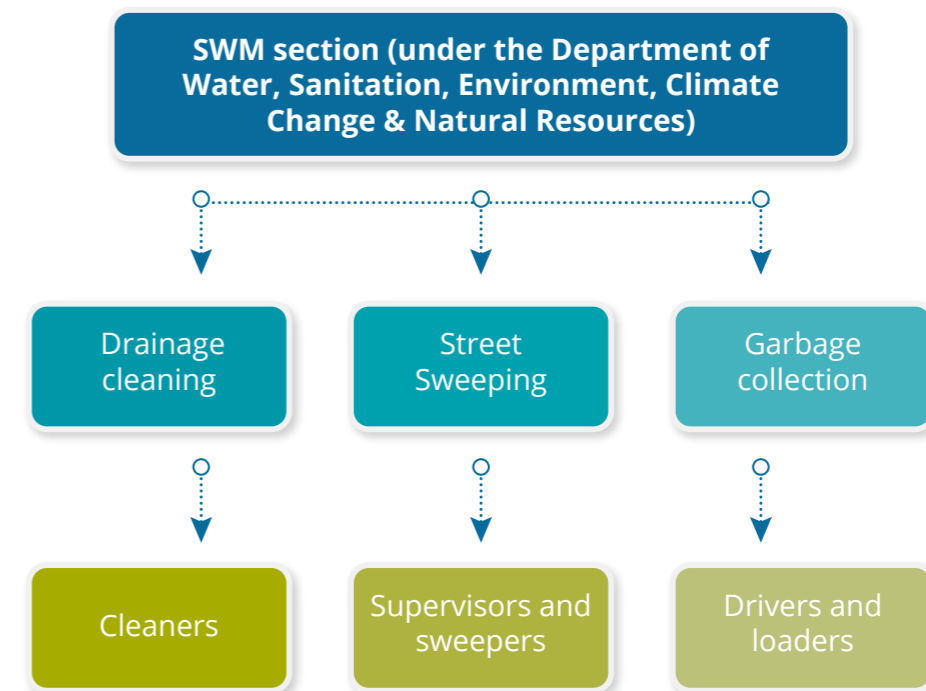 SWM section (under the Department of
Water, Sanitation, Environment, Climate
Change & Natural Resources)
Drainage
cleaning
Street
Sweeping
Garbage
collection
Cleaners
Supervisors and
sweepers
Drivers and
loaders